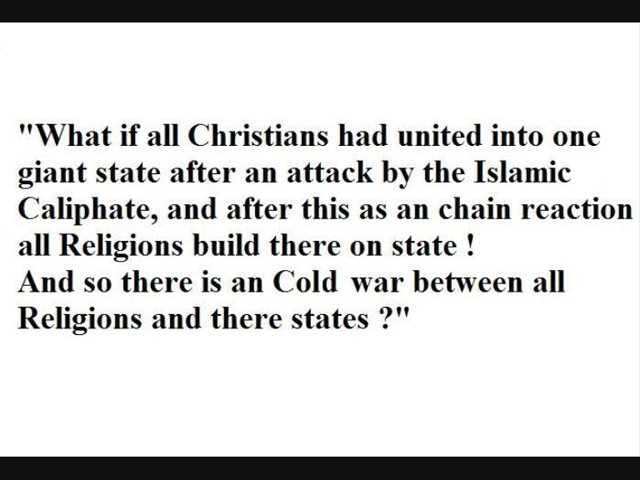 "What if all Christians had united into one
giant state after an attack by the Islamic
Caliphate, and after this as an chain reaction
all Religions build there on state !
And so there is an Cold war between all
Religions and there states ?"